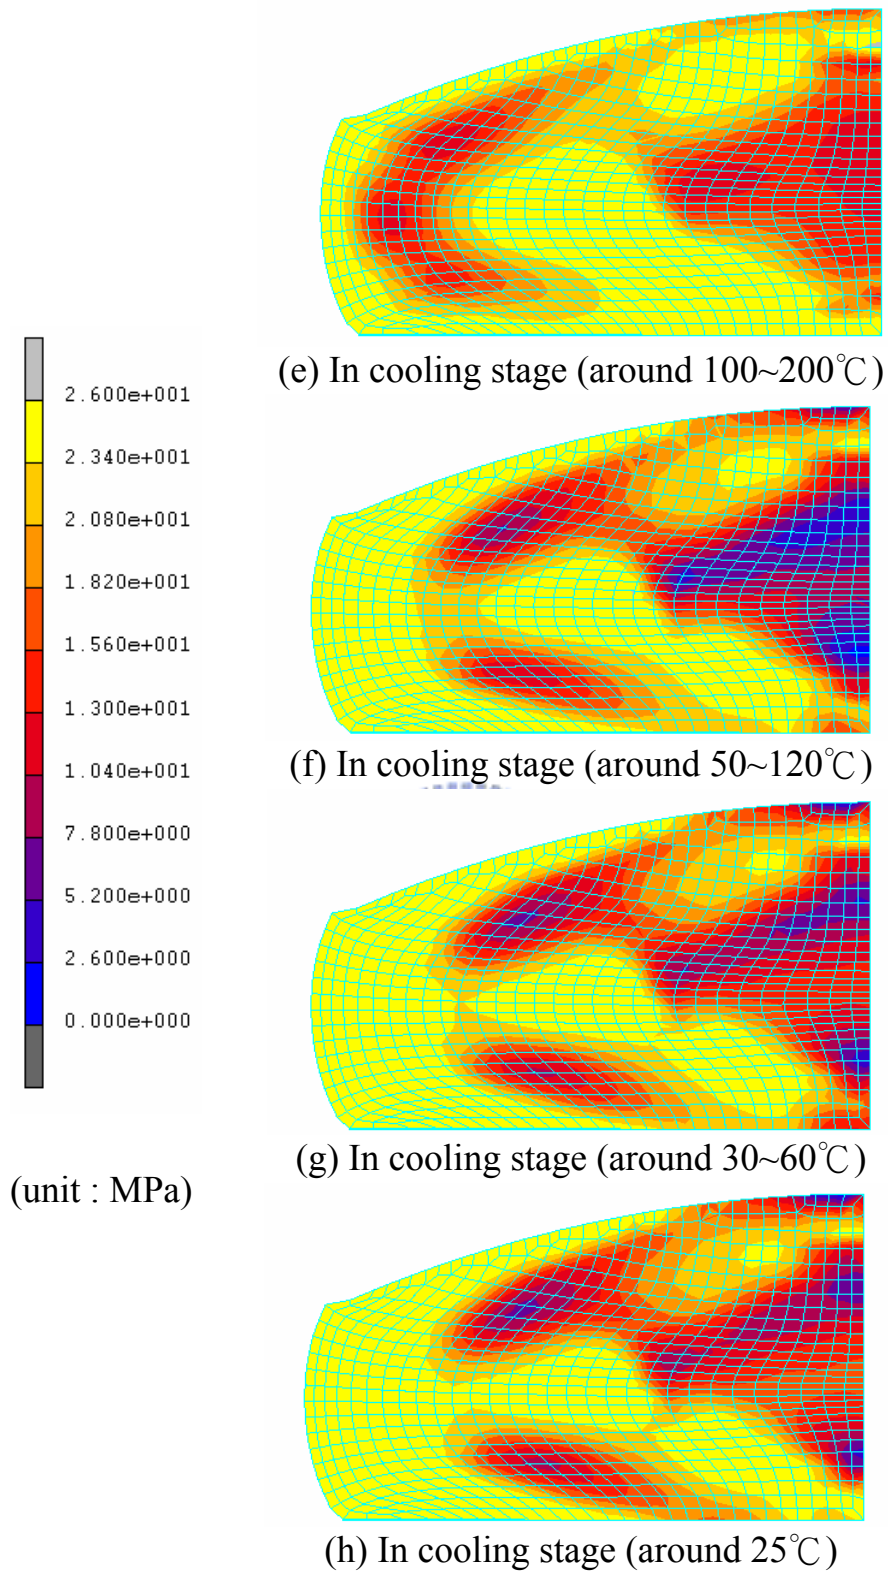 (e) In cooling stage (around 100~200℃)
2.600e+001
2.340e+001
2.080e+001
1.820e+001
1.560e+001
1.300e+001
1.040e+001
7.800e+000
5.200e+000
2.600e+000
0.000e+000
(f) In cooling stage (around 50~120℃)
(g) In cooling stage (around 30~60℃)
(unit : MPa)
(h) In cooling stage (around 25℃)